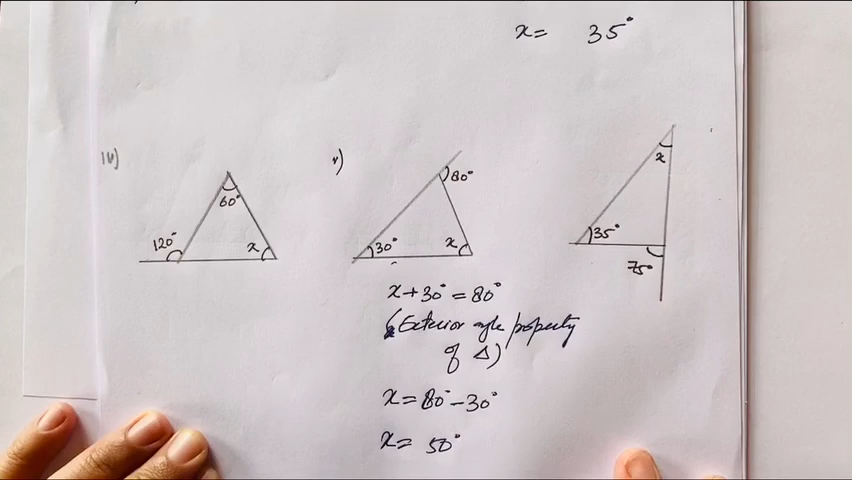 x = 35°
iv)
60°
120°
x
v)
80°
30°
x
x
35°
75°
x + 30° = 80°
(Exterior angle property
of Δ)
x = 80° - 30°
x = 50°